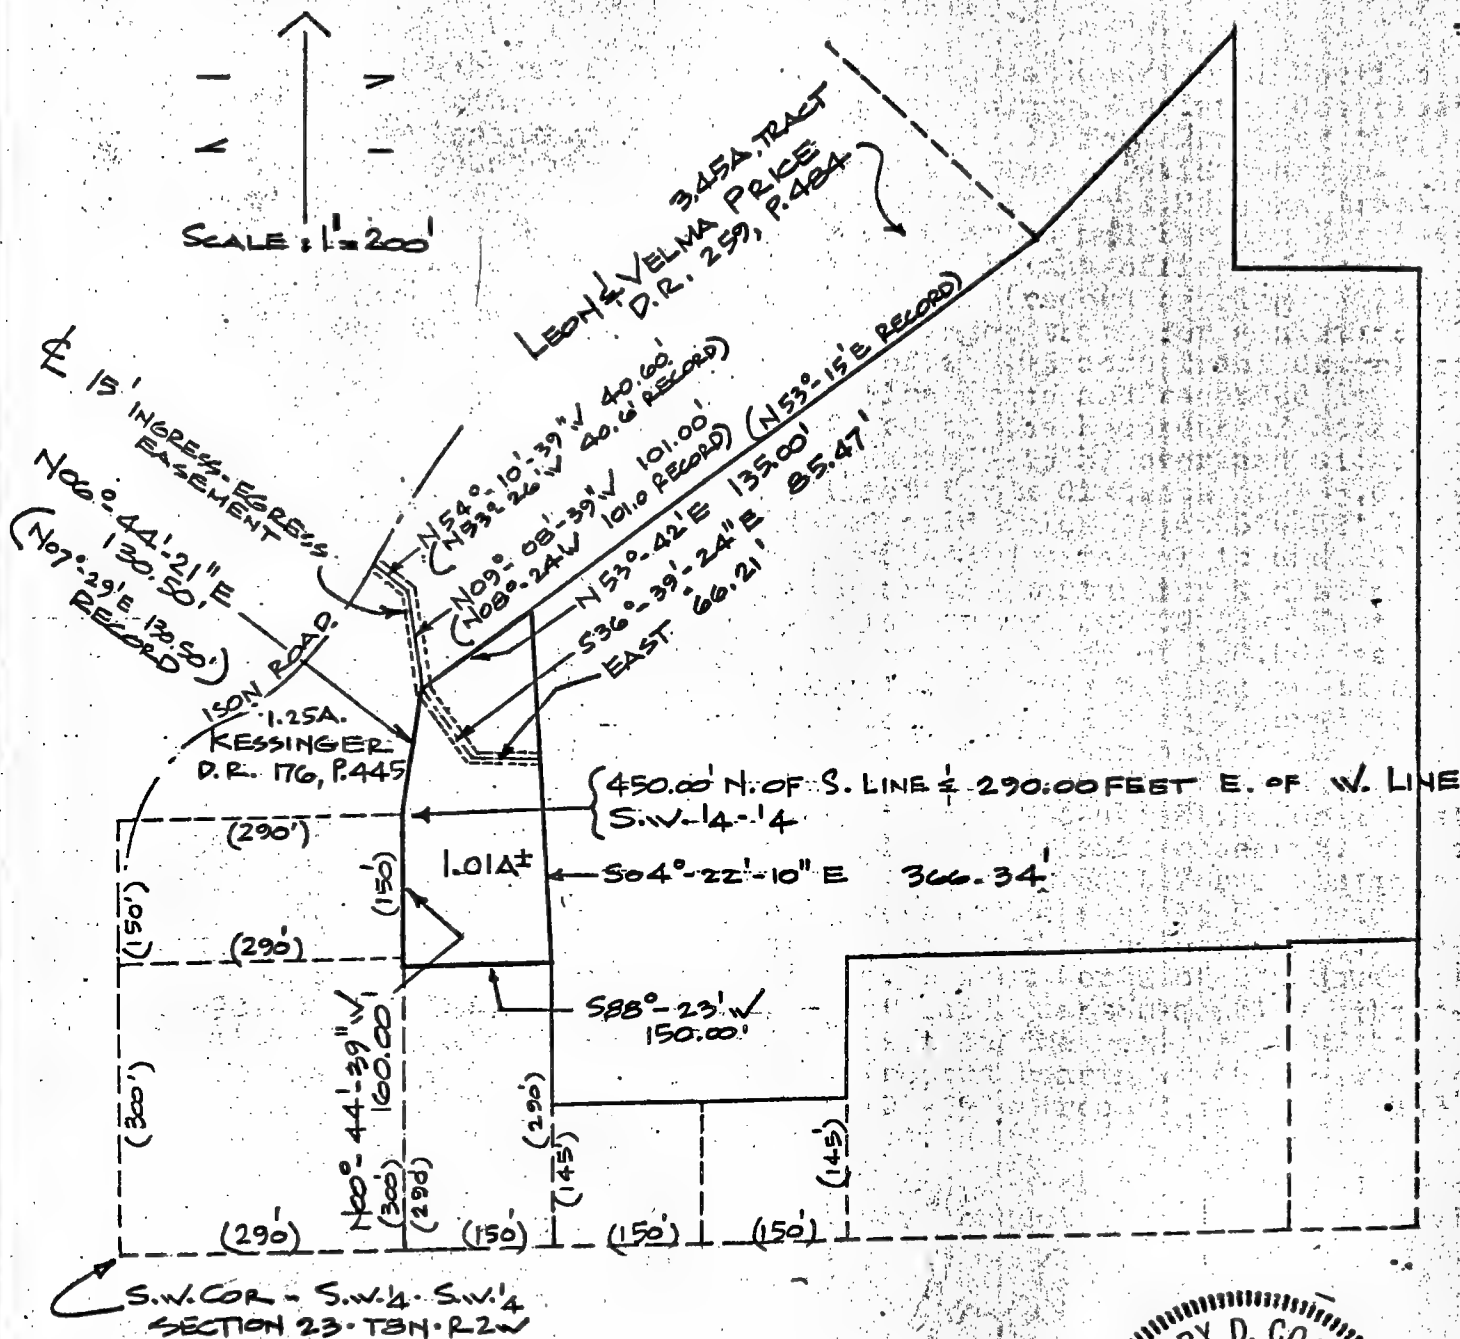 SCALE : 1"=200'
3.45A. TRACT
LEON & VELMA PRICE
D.R. 259, P.484
℄ 15' INGRESS-EGRESS
EASEMENT
N06°-44'-21"E
130.50'
(N07°-29'E 130.50')
RECORD
N54°-10'-39"W 40.60'
(N53°-26'W 40.6' RECORD)
N09°-08'-39"W 101.00'
(N08°-24'W 101.0 RECORD)
(N53°-15'E RECORD)
N53°-42'E 135.00'
S36°-39'-24"E 85.47'
EAST 66.21'
ROAD
1.25A.
KESSINGER
D.R. 176, P.445
450.00' N. OF S. LINE & 290.00 FEET E. OF W. LINE
S.W. 1/4 - 1/4
(290')
(150')
(150')
1.01A±
S04°-22'-10"E 366.34'
(290')
S88°-23'W
150.00'
N00°-44'-39"W
160.00'
(300')
(300')
(290')
(290')
(145')
(145')
(290')
(150')
(150')
(150')
S.W. COR - S.W. 1/4 - S.W. 1/4
SECTION 23 - T8N - R2W
D. CO